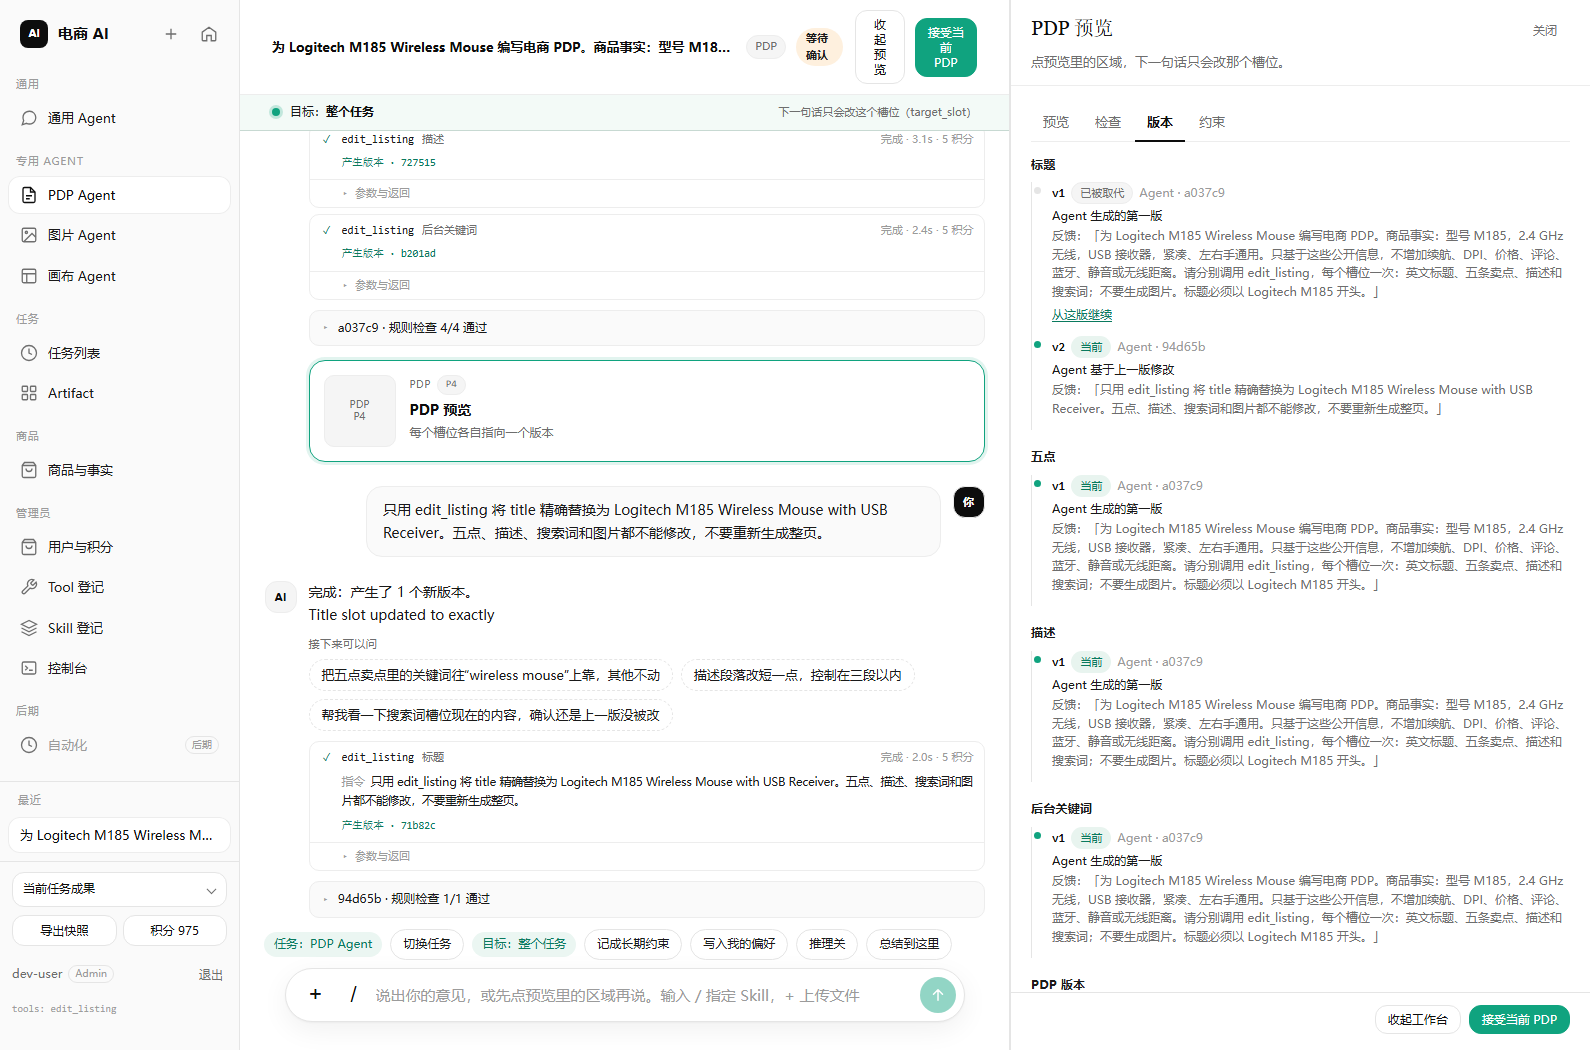 AI 电商 AI
通用
通用 Agent
专用 AGENT
PDP Agent
图片 Agent
画布 Agent
任务
任务列表
Artifact
商品
商品与事实
管理员
用户与积分
Tool 登记
Skill 登记
控制台
后期
自动化 后期
最近
为 Logitech M185 Wireless M...
当前任务成果
导出快照 积分 975
dev-user Admin 退出
tools: edit_listing
为 Logitech M185 Wireless Mouse 编写电商 PDP。商品事实：型号 M18... PDP
等待
确认
收
起
预
览
接受当
前
PDP
目标：整个任务 下一句话只会改这个槽位（target_slot）
✓ edit_listing 描述 完成 · 3.1s · 5 积分
产生版本 · 727515
参数与返回
✓ edit_listing 后台关键词 完成 · 2.4s · 5 积分
产生版本 · b201ad
参数与返回
a037c9 · 规则检查 4/4 通过
PDP
P4
PDP P4
PDP 预览
每个槽位各自指向一个版本
只用 edit_listing 将 title 精确替换为 Logitech M185 Wireless Mouse with USB
Receiver。五点、描述、搜索词和图片都不能修改，不要重新生成整页。
你
AI
完成：产生了 1 个新版本。
Title slot updated to exactly
接下来可以问
把五点卖点里的关键词往“wireless mouse”上靠，其他不动 描述段落改短一点，控制在三段以内
帮我看一下搜索词槽位现在的内容，确认还是上一版没被改
✓ edit_listing 标题 完成 · 2.0s · 5 积分
指令 只用 edit_listing 将 title 精确替换为 Logitech M185 Wireless Mouse with USB Receiver。五点、描述、搜索词和图
片都不能修改，不要重新生成整页。
产生版本 · 71b82c
参数与返回
94d65b · 规则检查 1/1 通过
任务：PDP Agent 切换任务 目标：整个任务 记成长期约束 写入我的偏好 推理关 总结到这里
+ / 说出你的意见，或先点预览里的区域再说。输入 / 指定 Skill，+ 上传文件
PDP 预览 关闭
点预览里的区域，下一句话只会改那个槽位。
预览 检查 版本 约束
标题
v1 已被取代 Agent · a037c9
Agent 生成的第一版
反馈：「为 Logitech M185 Wireless Mouse 编写电商 PDP。商品事实：型号 M185，2.4 GHz
无线，USB 接收器，紧凑、左右手通用。只基于这些公开信息，不增加续航、DPI、价格、评论、
蓝牙、静音或无线距离。请分别调用 edit_listing，每个槽位一次：英文标题、五条卖点、描述和
搜索词；不要生成图片。标题必须以 Logitech M185 开头。」
从这版继续
v2 当前 Agent · 94d65b
Agent 基于上一版修改
反馈：「只用 edit_listing 将 title 精确替换为 Logitech M185 Wireless Mouse with USB
Receiver。五点、描述、搜索词和图片都不能修改，不要重新生成整页。」
五点
v1 当前 Agent · a037c9
Agent 生成的第一版
反馈：「为 Logitech M185 Wireless Mouse 编写电商 PDP。商品事实：型号 M185，2.4 GHz
无线，USB 接收器，紧凑、左右手通用。只基于这些公开信息，不增加续航、DPI、价格、评论、
蓝牙、静音或无线距离。请分别调用 edit_listing，每个槽位一次：英文标题、五条卖点、描述和
搜索词；不要生成图片。标题必须以 Logitech M185 开头。」
描述
v1 当前 Agent · a037c9
Agent 生成的第一版
反馈：「为 Logitech M185 Wireless Mouse 编写电商 PDP。商品事实：型号 M185，2.4 GHz
无线，USB 接收器，紧凑、左右手通用。只基于这些公开信息，不增加续航、DPI、价格、评论、
蓝牙、静音或无线距离。请分别调用 edit_listing，每个槽位一次：英文标题、五条卖点、描述和
搜索词；不要生成图片。标题必须以 Logitech M185 开头。」
后台关键词
v1 当前 Agent · a037c9
Agent 生成的第一版
反馈：「为 Logitech M185 Wireless Mouse 编写电商 PDP。商品事实：型号 M185，2.4 GHz
无线，USB 接收器，紧凑、左右手通用。只基于这些公开信息，不增加续航、DPI、价格、评论、
蓝牙、静音或无线距离。请分别调用 edit_listing，每个槽位一次：英文标题、五条卖点、描述和
搜索词；不要生成图片。标题必须以 Logitech M185 开头。」
PDP 版本
收起工作台 接受当前 PDP